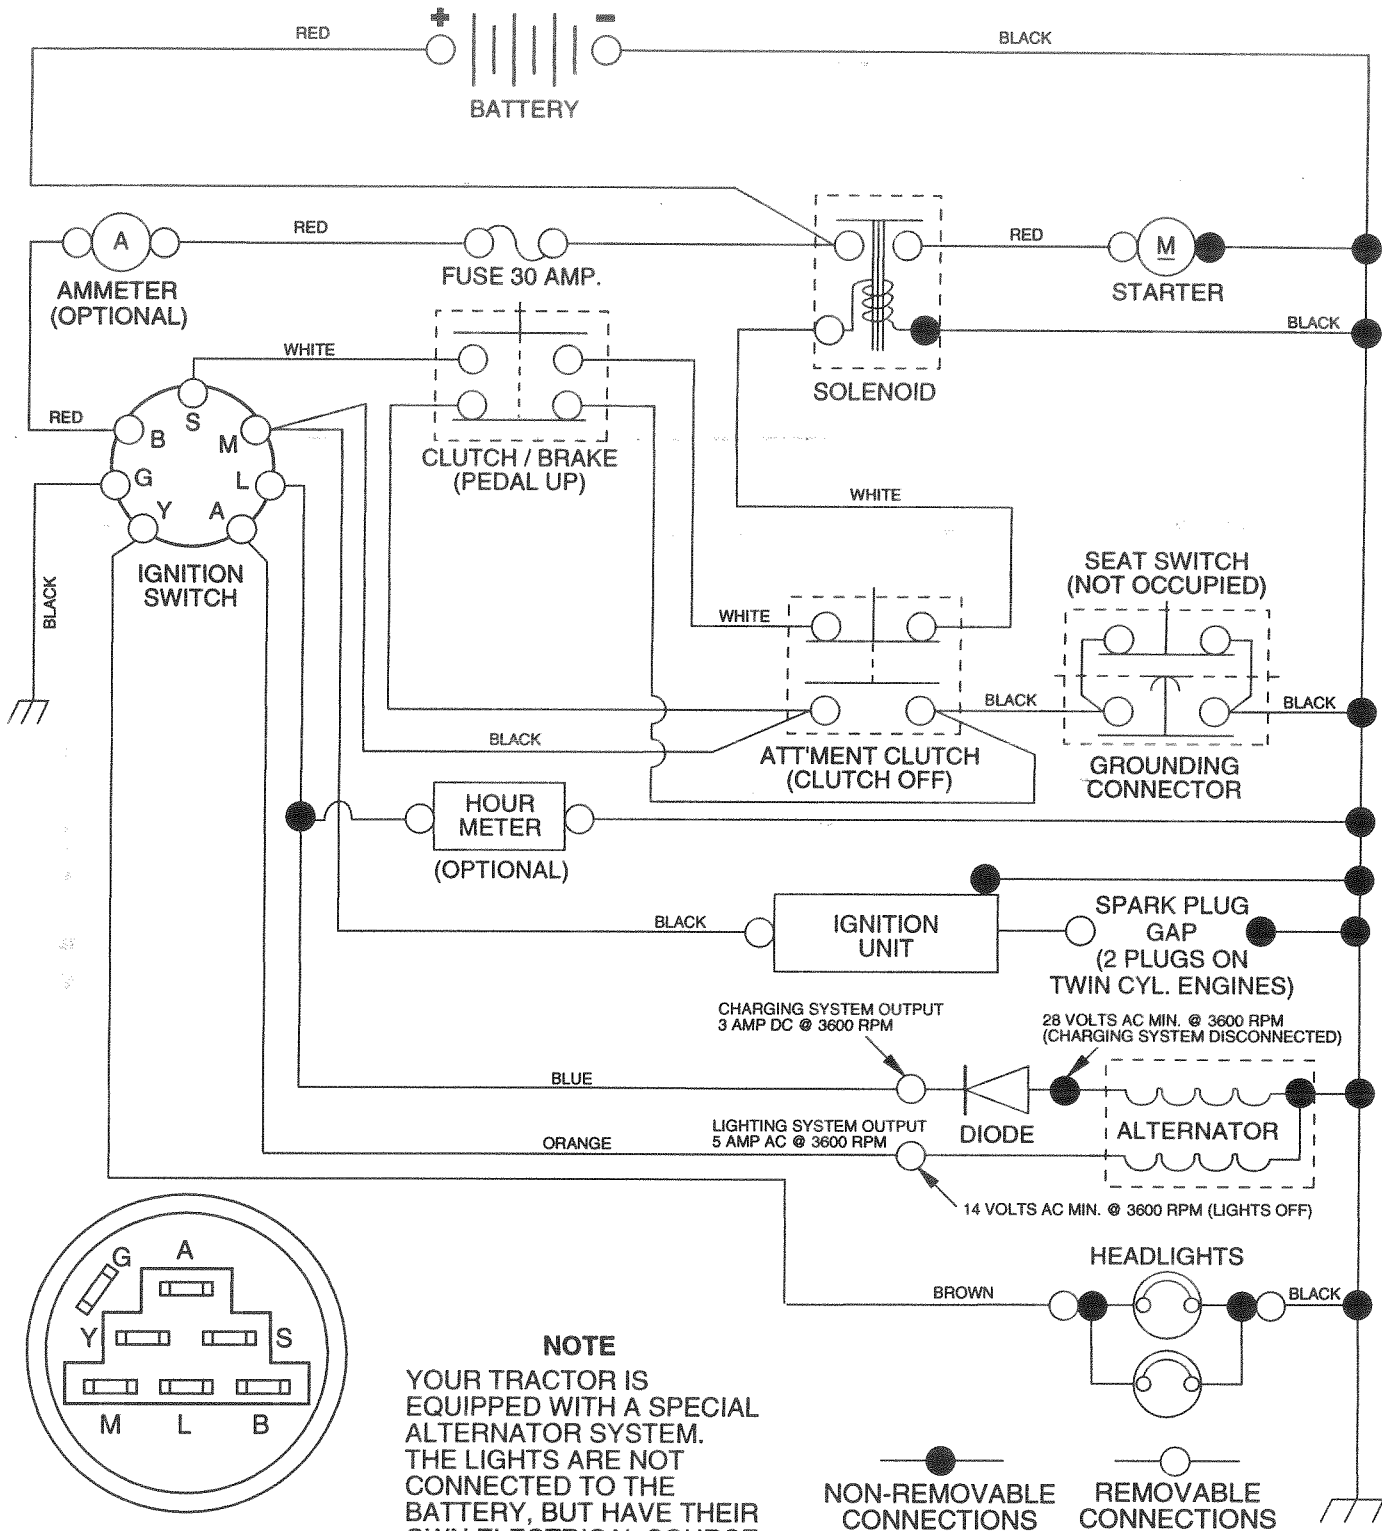 + -
RED
BLACK
BATTERY
A
RED
RED
M
FUSE 30 AMP.
AMMETER
(OPTIONAL)
STARTER
BLACK
WHITE
SOLENOID
RED
S
B
M
G
L
Y
A
CLUTCH / BRAKE
(PEDAL UP)
WHITE
IGNITION
SWITCH
BLACK
SEAT SWITCH
(NOT OCCUPIED)
WHITE
BLACK
BLACK
BLACK
ATT'MENT CLUTCH
(CLUTCH OFF)
GROUNDING
CONNECTOR
HOUR
METER
(OPTIONAL)
BLACK
IGNITION
UNIT
SPARK PLUG
GAP
(2 PLUGS ON
TWIN CYL. ENGINES)
CHARGING SYSTEM OUTPUT
3 AMP DC @ 3600 RPM
28 VOLTS AC MIN. @ 3600 RPM
(CHARGING SYSTEM DISCONNECTED)
BLUE
DIODE
ALTERNATOR
LIGHTING SYSTEM OUTPUT
5 AMP AC @ 3600 RPM
ORANGE
14 VOLTS AC MIN. @ 3600 RPM (LIGHTS OFF)
HEADLIGHTS
BROWN
BLACK
G
A
Y
S
M
L
B
NOTE
YOUR TRACTOR IS
EQUIPPED WITH A SPECIAL
ALTERNATOR SYSTEM.
THE LIGHTS ARE NOT
CONNECTED TO THE
BATTERY, BUT HAVE THEIR
OWN ELECTRICAL SOURCE
NON-REMOVABLE
CONNECTIONS
REMOVABLE
CONNECTIONS